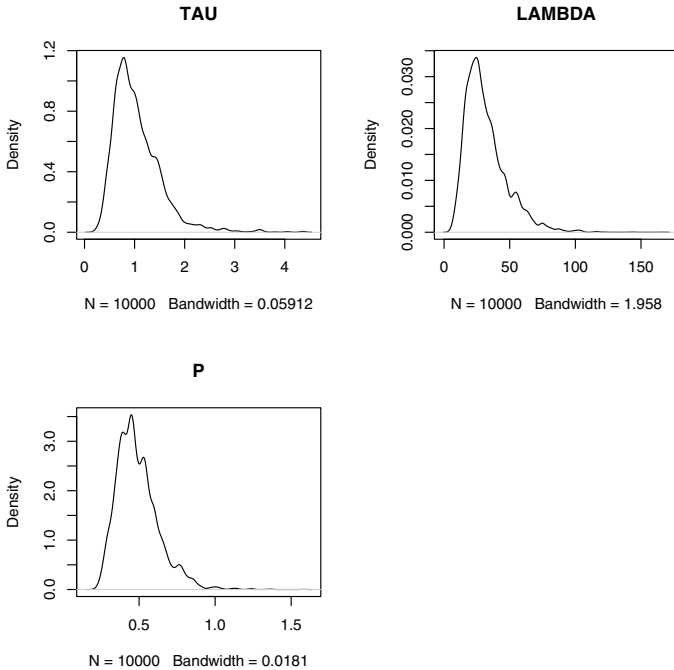 TAU
Density
0.0
0.4
0.8
1.2
0 1 2 3 4
N = 10000 Bandwidth = 0.05912
LAMBDA
Density
0.000
0.010
0.020
0.030
0 50 100 150
N = 10000 Bandwidth = 1.958
P
Density
0.0
1.0
2.0
3.0
0.5 1.0 1.5
N = 10000 Bandwidth = 0.0181